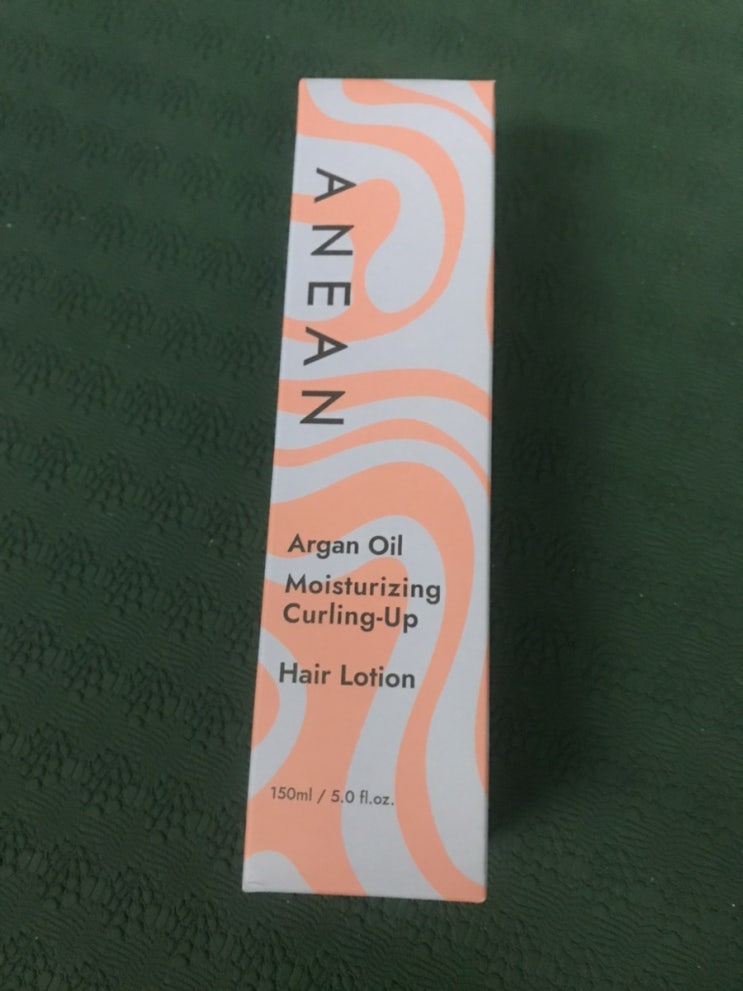 ANEAN
Argan Oil
Moisturizing
Curling-Up
Hair Lotion
150ml / 5.0 fl.oz.